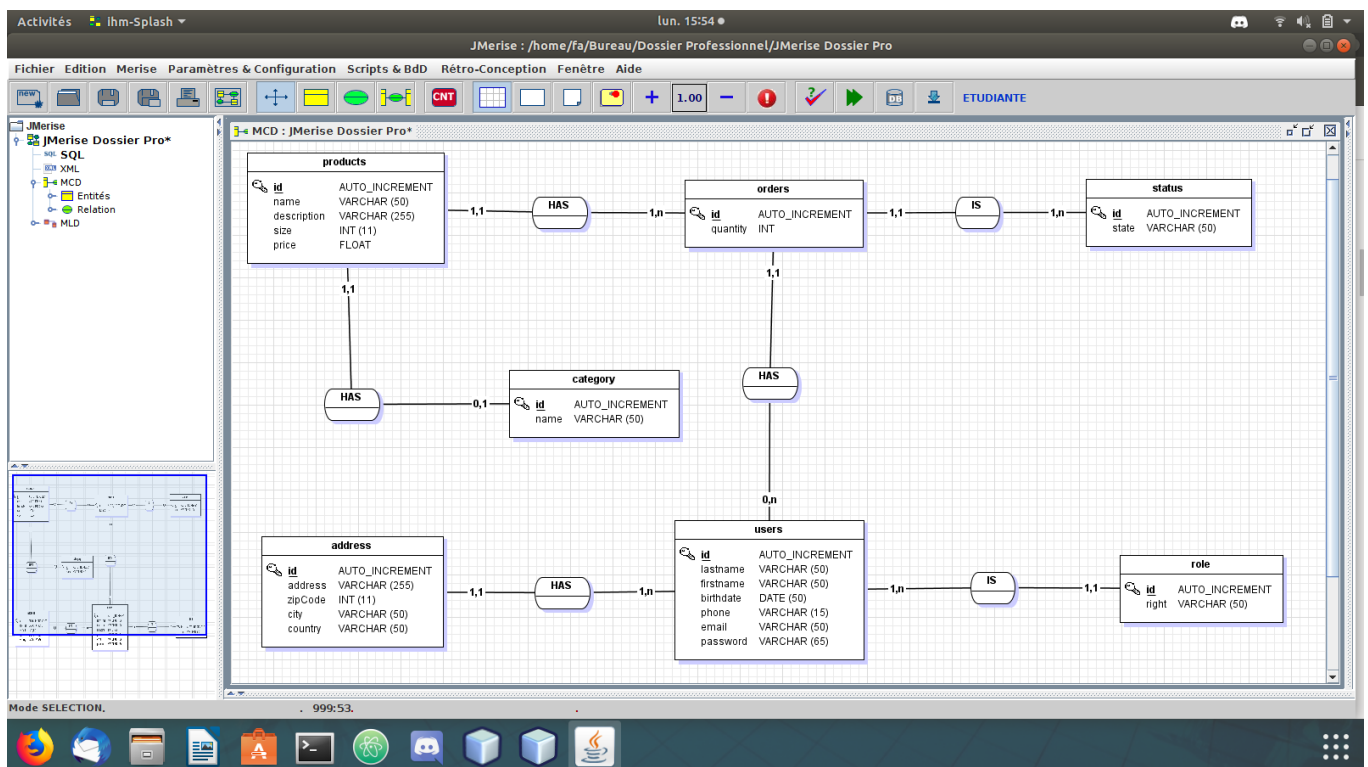 Activités ihm-Splash lun. 15:54
JMerise : /home/fa/Bureau/Dossier Professionnel/JMerise Dossier Pro
Fichier Edition Merise Paramètres & Configuration Scripts & BdD Rétro-Conception Fenêtre Aide
new CNT + 1.00 − ETUDIANTE
JMerise
JMerise Dossier Pro*
SQL SQL
XML
MCD
Entités
Relation
MLD
MCD : JMerise Dossier Pro*
products
id AUTO_INCREMENT
name VARCHAR (50)
description VARCHAR (255)
size INT (11)
price FLOAT
1,1 HAS 1,n
orders
id AUTO_INCREMENT
quantity INT
1,1 IS 1,n
status
id AUTO_INCREMENT
state VARCHAR (50)
1,1
HAS
0,1
category
id AUTO_INCREMENT
name VARCHAR (50)
1,1
HAS
0,n
address
id AUTO_INCREMENT
address VARCHAR (255)
zipCode INT (11)
city VARCHAR (50)
country VARCHAR (50)
1,1 HAS 1,n
users
id AUTO_INCREMENT
lastname VARCHAR (50)
firstname VARCHAR (50)
birthdate DATE (50)
phone VARCHAR (15)
email VARCHAR (50)
password VARCHAR (65)
1,n IS 1,1
role
id AUTO_INCREMENT
right VARCHAR (50)
Mode SELECTION. . 999:53. .